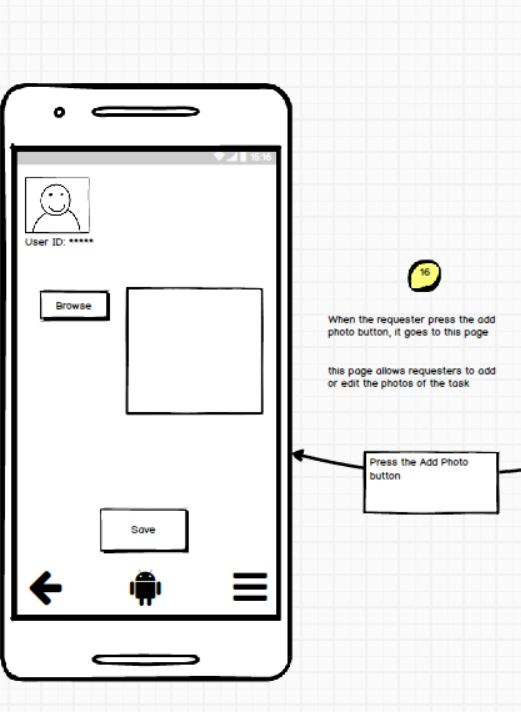 15:16
User ID: *****
Browse
Save
16
When the requester press the add
photo button, it goes to this page
this page allows requesters to add
or edit the photos of the task
Press the Add Photo
button